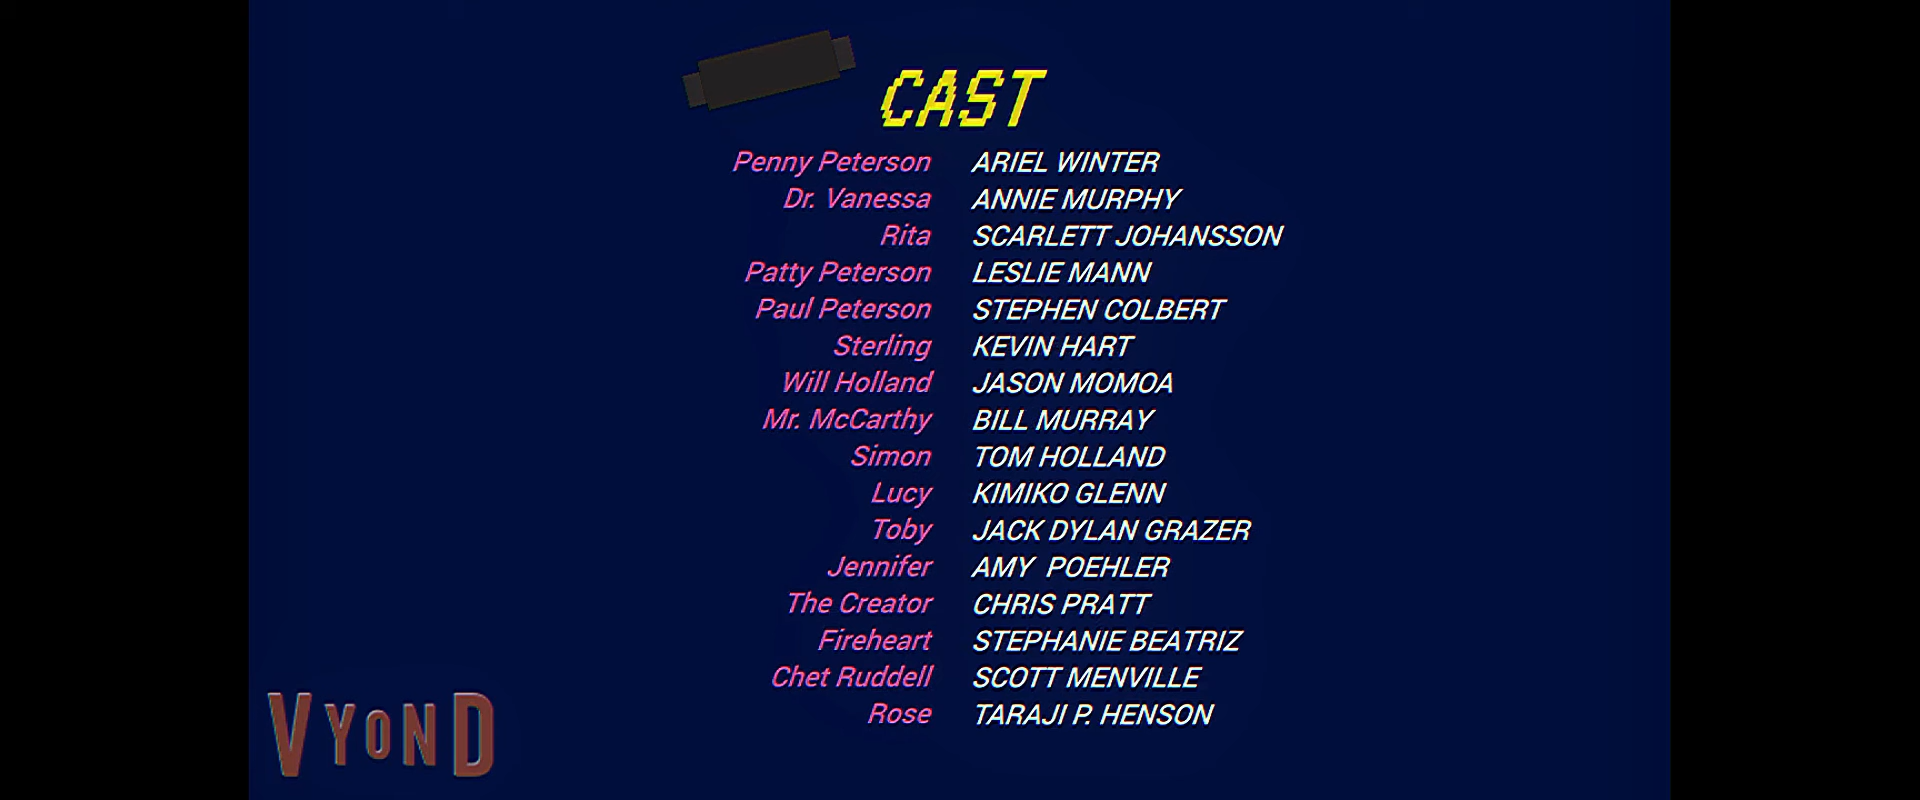 CAST
Penny Peterson ARIEL WINTER
Dr. Vanessa ANNIE MURPHY
Rita SCARLETT JOHANSSON
Patty Peterson LESLIE MANN
Paul Peterson STEPHEN COLBERT
Sterling KEVIN HART
Will Holland JASON MOMOA
Mr. McCarthy BILL MURRAY
Simon TOM HOLLAND
Lucy KIMIKO GLENN
Toby JACK DYLAN GRAZER
Jennifer AMY POEHLER
The Creator CHRIS PRATT
Fireheart STEPHANIE BEATRIZ
Chet Ruddell SCOTT MENVILLE
Rose TARAJI P. HENSON
VYOND